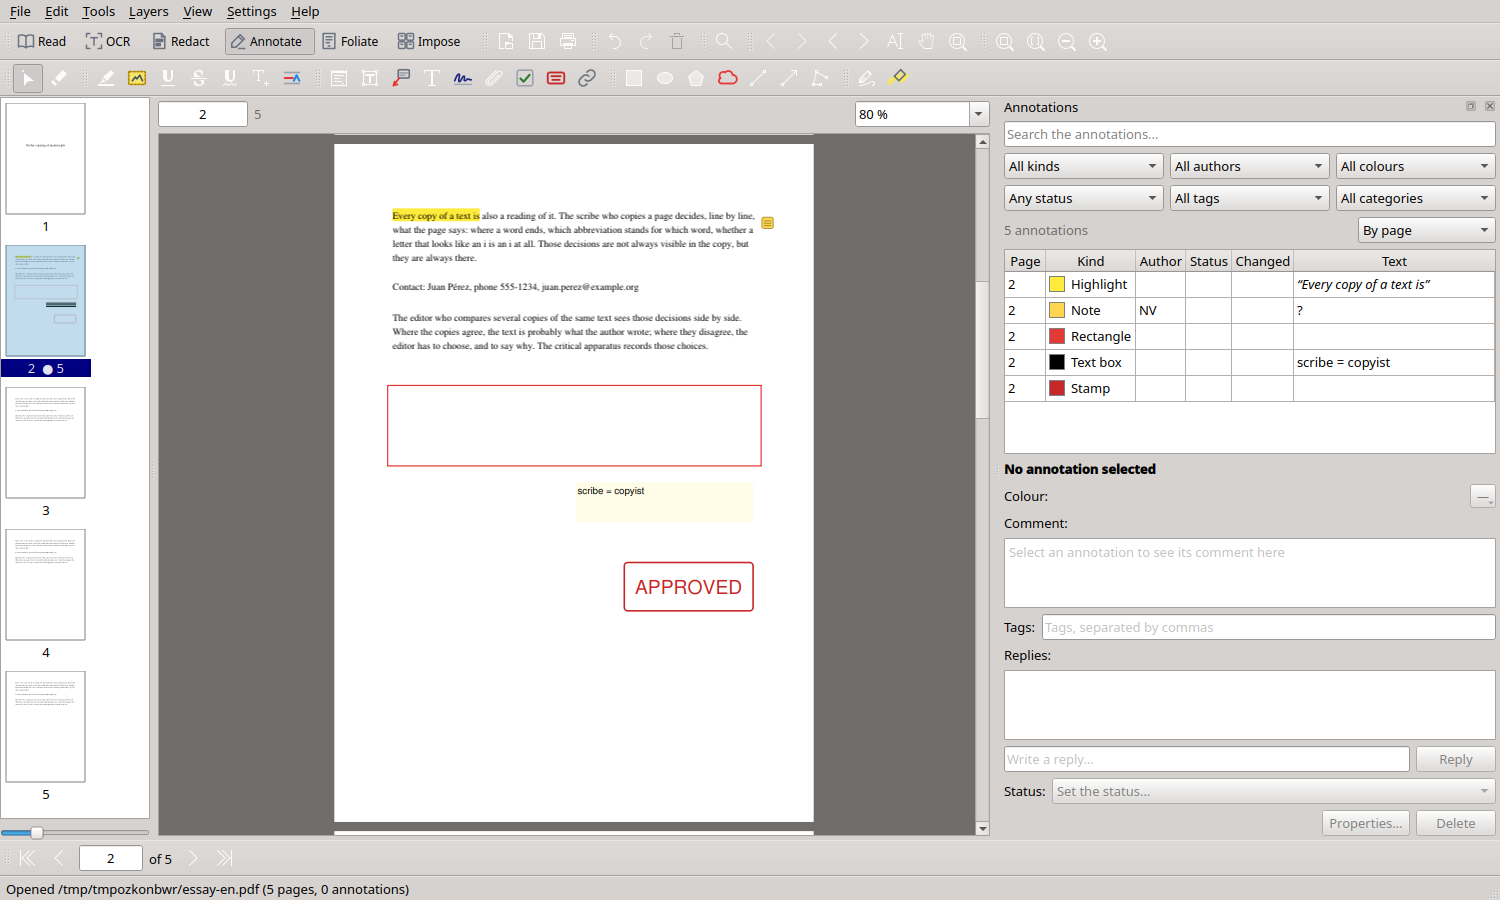 File Edit Tools Layers View Settings Help
Read OCR Redact Annotate Foliate Impose
2 5 80 %
1
2 5
3
4
5
Every copy of a text is also a reading of it. The scribe who copies a page decides, line by line,
what the page says: where a word ends, which abbreviation stands for which word, whether a
letter that looks like an i is an i at all. Those decisions are not always visible in the copy, but
they are always there.
Contact: Juan Pérez, phone 555-1234, juan.perez@example.org
The editor who compares several copies of the same text sees those decisions side by side.
Where the copies agree, the text is probably what the author wrote; where they disagree, the
editor has to choose, and to say why. The critical apparatus records those choices.
scribe = copyist
APPROVED
Annotations
Search the annotations...
All kinds All authors All colours
Any status All tags All categories
5 annotations By page
Page Kind Author Status Changed Text
2 Highlight “Every copy of a text is”
2 Note NV ?
2 Rectangle
2 Text box scribe = copyist
2 Stamp
No annotation selected
Colour: —
Comment:
Select an annotation to see its comment here
Tags: Tags, separated by commas
Replies:
Write a reply... Reply
Status: Set the status...
Properties... Delete
2 of 5
Opened /tmp/tmpozkonbwr/essay-en.pdf (5 pages, 0 annotations)